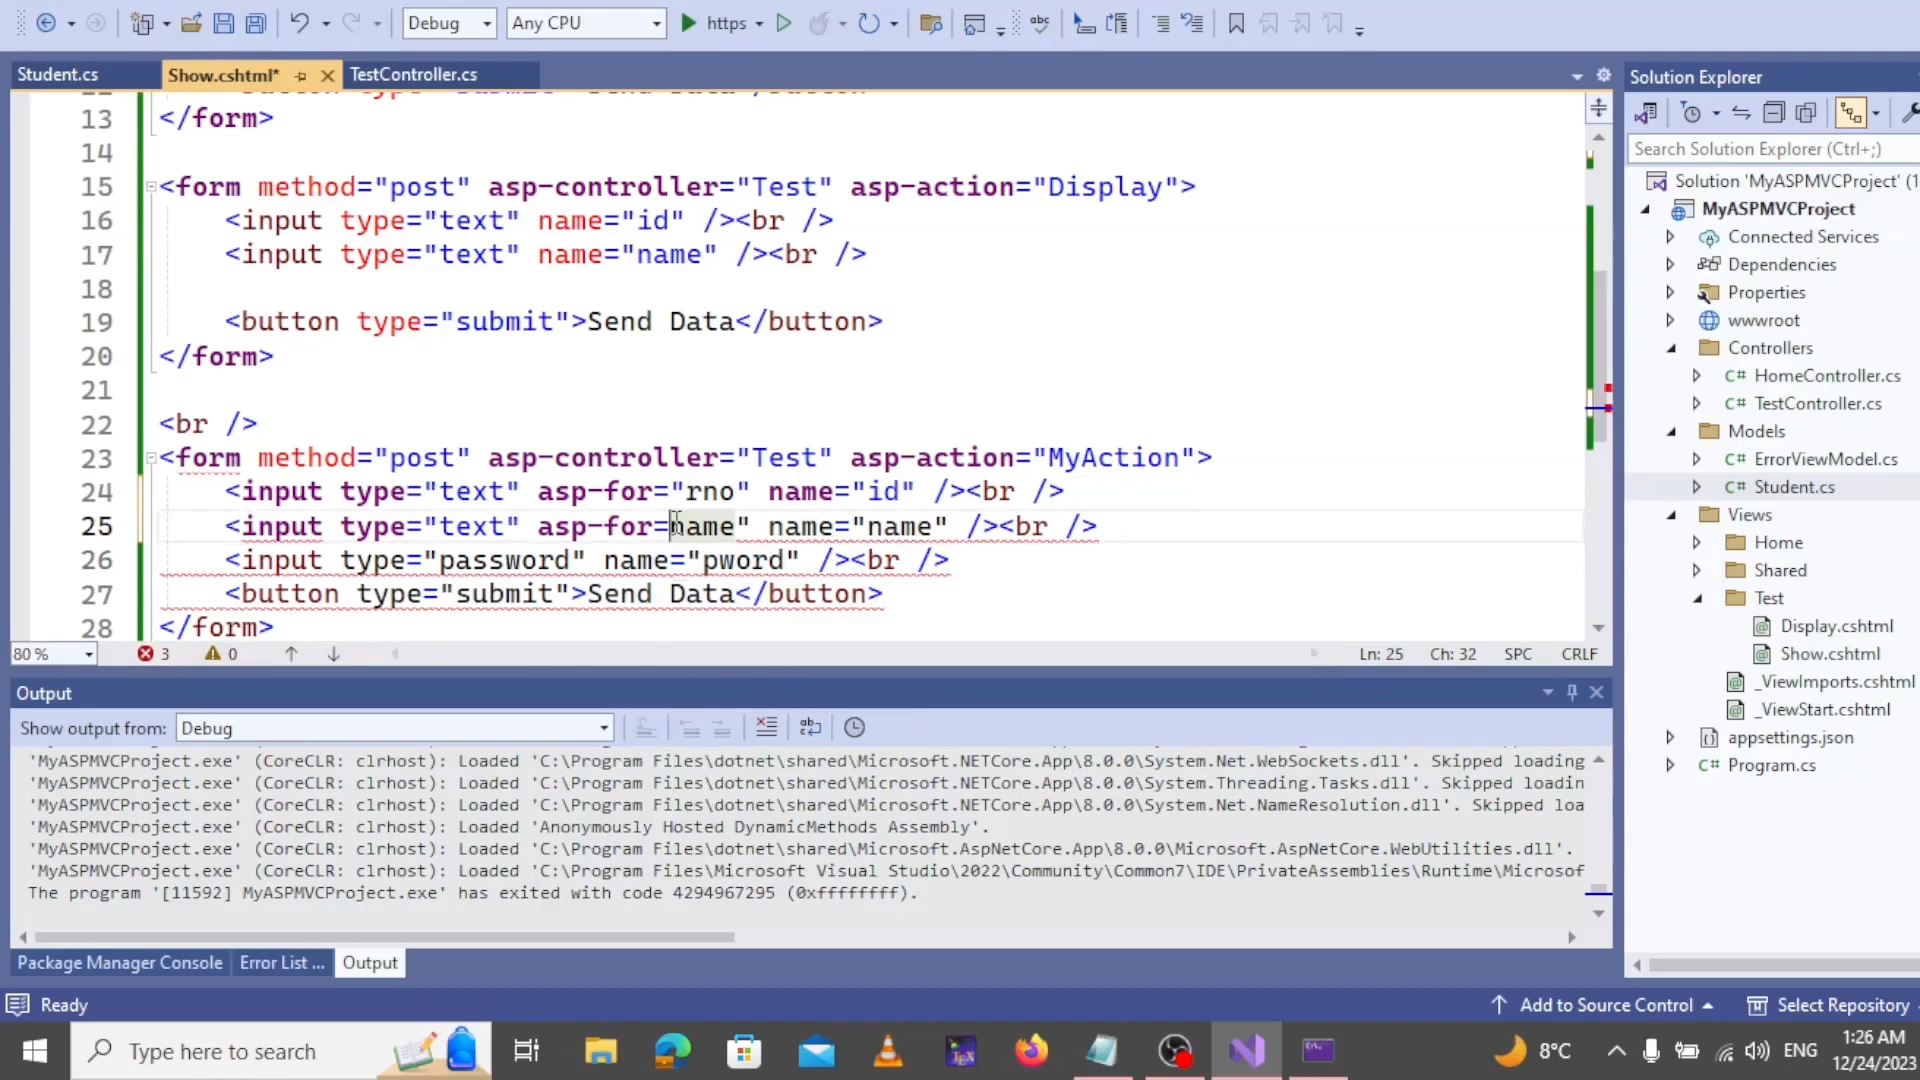 Debug
Any CPU
https
abc
Student.cs
Show.cshtml*
TestController.cs
13 </form>
14
15 <form method="post" asp-controller="Test" asp-action="Display">
16 <input type="text" name="id" /><br />
17 <input type="text" name="name" /><br />
18
19 <button type="submit">Send Data</button>
20 </form>
21
22 <br />
23 <form method="post" asp-controller="Test" asp-action="MyAction">
24 <input type="text" asp-for="rno" name="id" /><br />
25 <input type="text" asp-for=name" name="name" /><br />
26 <input type="password" name="pword" /><br />
27 <button type="submit">Send Data</button>
28 </form>
80 %
3
0
Ln: 25
Ch: 32
SPC
CRLF
Output
Show output from:
Debug
'MyASPMVCProject.exe' (CoreCLR: clrhost): Loaded 'C:\Program Files\dotnet\shared\Microsoft.NETCore.App\8.0.0\System.Net.WebSockets.dll'. Skipped loading
'MyASPMVCProject.exe' (CoreCLR: clrhost): Loaded 'C:\Program Files\dotnet\shared\Microsoft.NETCore.App\8.0.0\System.Threading.Tasks.dll'. Skipped loadin
'MyASPMVCProject.exe' (CoreCLR: clrhost): Loaded 'C:\Program Files\dotnet\shared\Microsoft.NETCore.App\8.0.0\System.Net.NameResolution.dll'. Skipped loa
'MyASPMVCProject.exe' (CoreCLR: clrhost): Loaded 'Anonymously Hosted DynamicMethods Assembly'.
'MyASPMVCProject.exe' (CoreCLR: clrhost): Loaded 'C:\Program Files\dotnet\shared\Microsoft.AspNetCore.App\8.0.0\Microsoft.AspNetCore.WebUtilities.dll'.
'MyASPMVCProject.exe' (CoreCLR: clrhost): Loaded 'C:\Program Files\Microsoft Visual Studio\2022\Community\Common7\IDE\PrivateAssemblies\Runtime\Microsof
The program '[11592] MyASPMVCProject.exe' has exited with code 4294967295 (0xffffffff).
Package Manager Console
Error List ...
Output
Solution Explorer
Search Solution Explorer (Ctrl+;)
Solution 'MyASPMVCProject' (1
MyASPMVCProject
Connected Services
Dependencies
Properties
wwwroot
Controllers
C# HomeController.cs
C# TestController.cs
Models
C# ErrorViewModel.cs
C# Student.cs
Views
Home
Shared
Test
Display.cshtml
Show.cshtml
_ViewImports.cshtml
_ViewStart.cshtml
appsettings.json
C# Program.cs
Ready
Add to Source Control
Select Repository
Type here to search
8°C
ENG
1:26 AM
12/24/2023